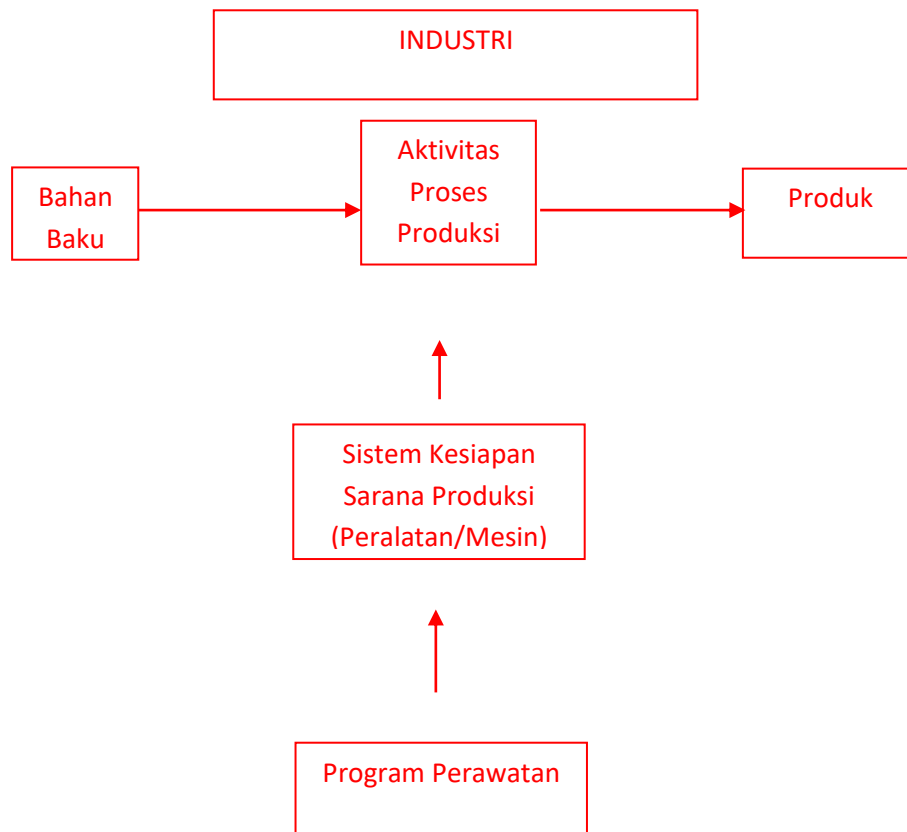 INDUSTRI
Bahan
Baku
Aktivitas
Proses
Produksi
Produk
Sistem Kesiapan
Sarana Produksi
(Peralatan/Mesin)
Program Perawatan